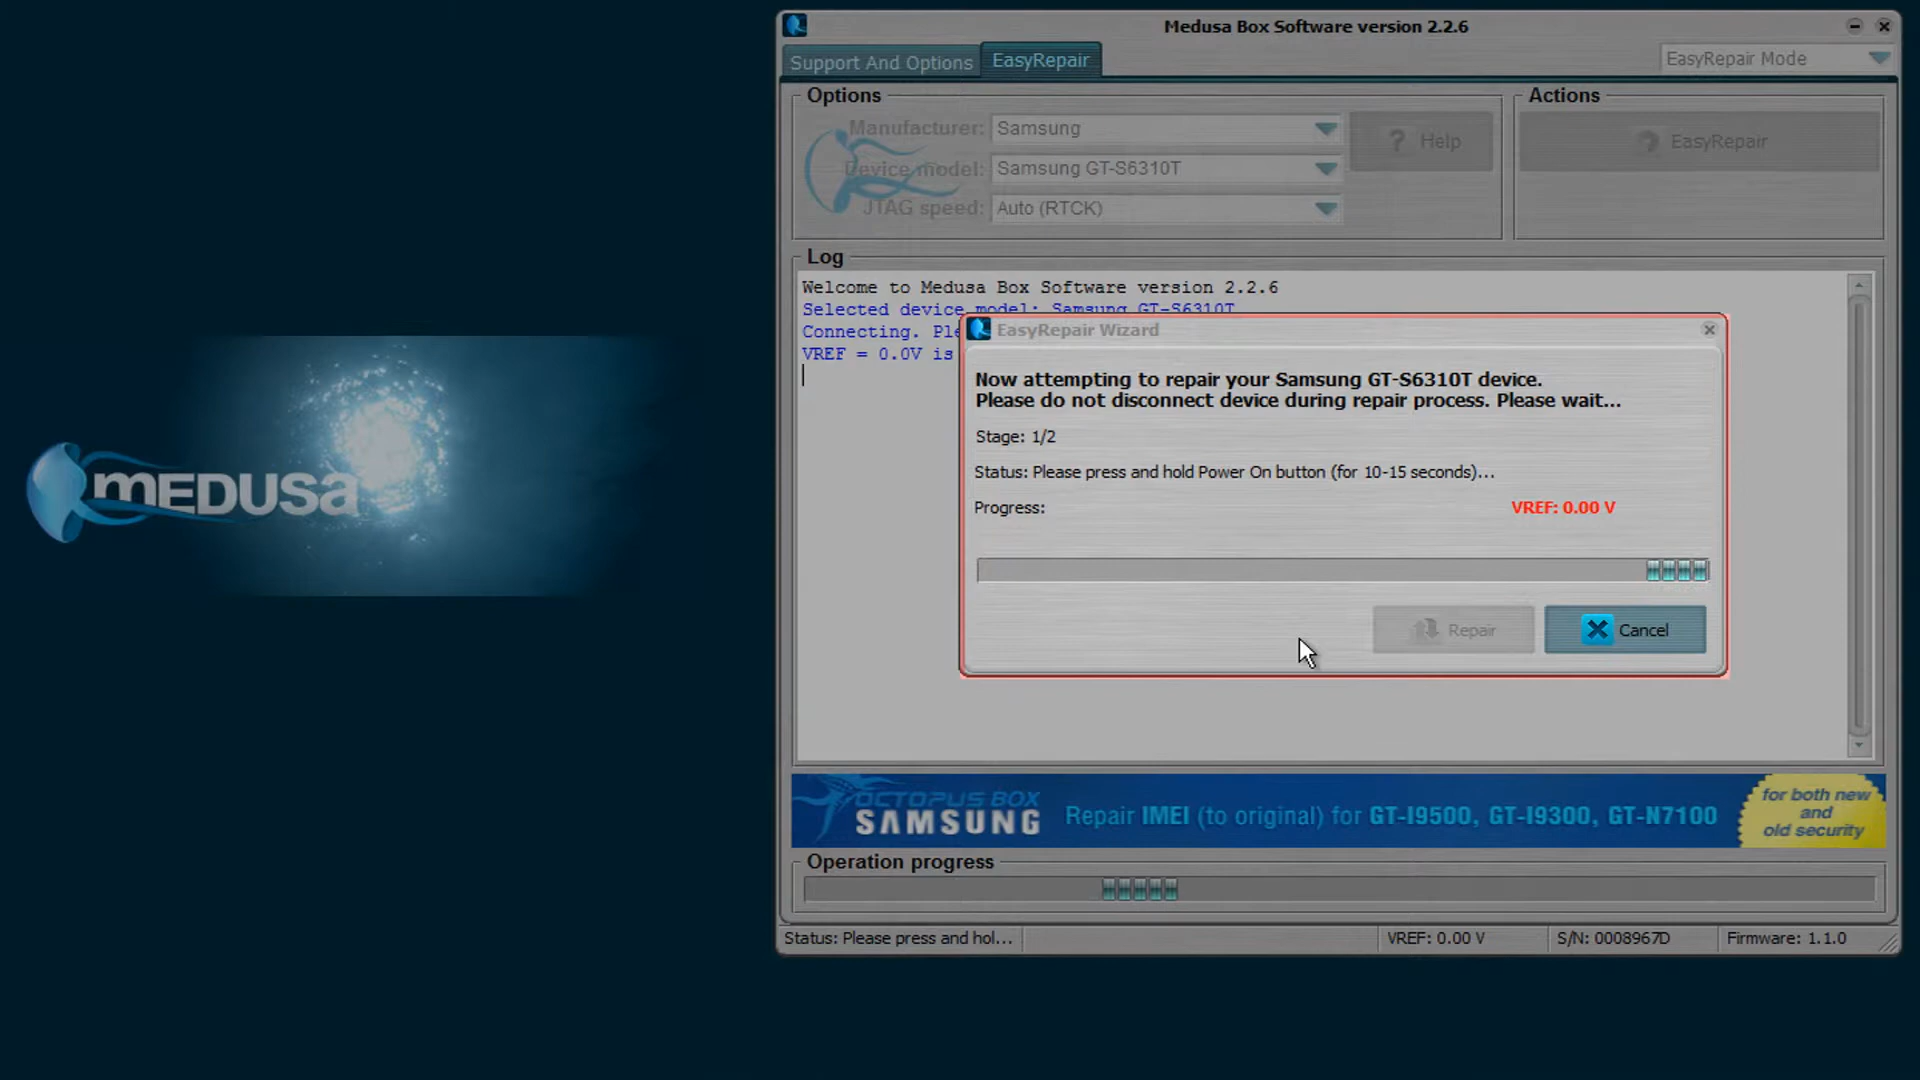 Medusa Box Software version 2.2.6
Support And Options
EasyRepair
EasyRepair Mode
Options
Actions
Manufacturer:
Samsung
Help
EasyRepair
Device model:
Samsung GT-S6310T
JTAG speed:
Auto (RTCK)
Log
Welcome to Medusa Box Software version 2.2.6
Selected device model: Samsung GT-S6310T
Connecting.
VREF = 0.0V is
EasyRepair Wizard
Now attempting to repair your Samsung GT-S6310T device.
Please do not disconnect device during repair process. Please wait...
Stage: 1/2
Status: Please press and hold Power On button (for 10-15 seconds)...
Progress:
VREF: 0.00 V
Repair
Cancel
MEDUSA
OCTOPUS BOX
SAMSUNG
Repair IMEI (to original) for GT-I9500, GT-I9300, GT-N7100
for both new
and
old security
Operation progress
Status: Please press and hol...
VREF: 0.00 V
S/N: 0008967D
Firmware: 1.1.0